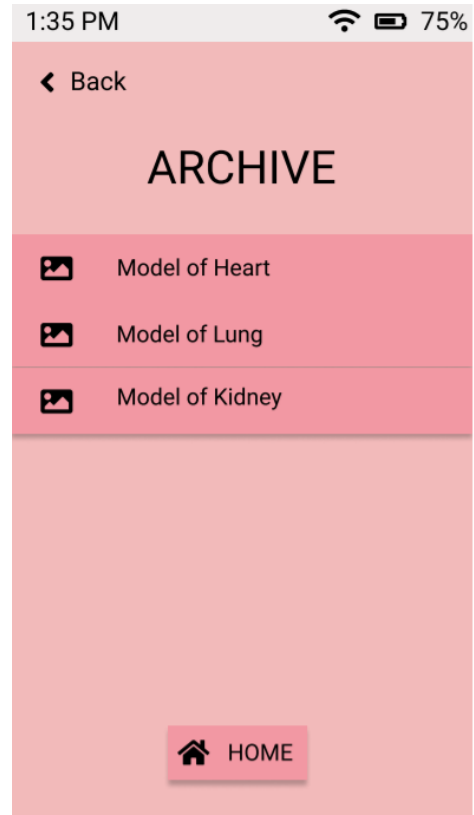 1:35 PM 75%
Back
ARCHIVE
Model of Heart
Model of Lung
Model of Kidney
HOME